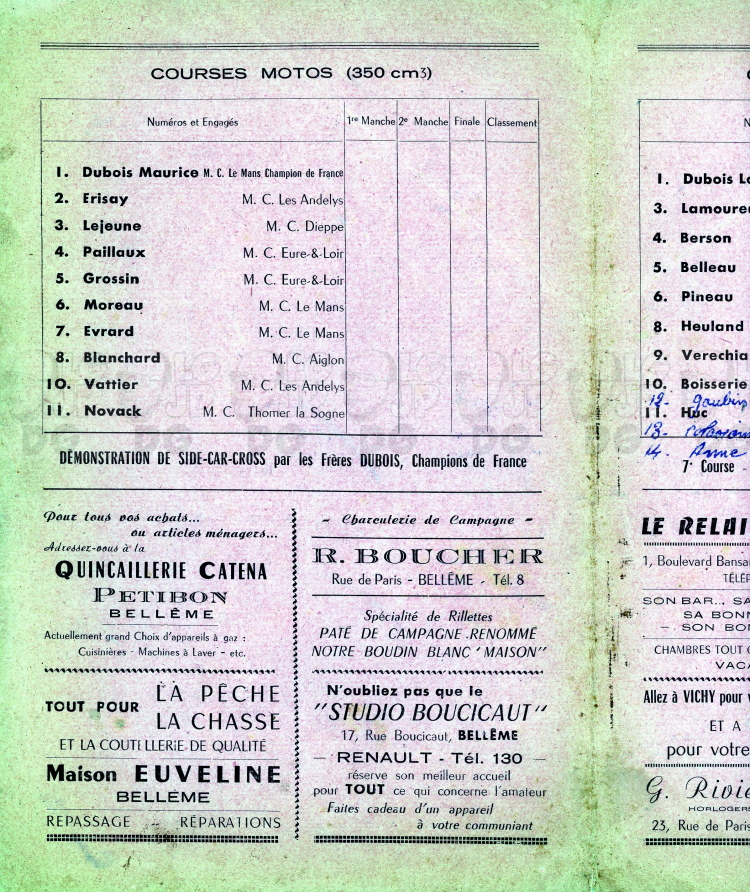 COURSES MOTOS (350 cm3)
Numéros et Engagés 1re Manche 2e Manche Finale Classement
1. Dubois Maurice M. C. Le Mans Champion de France
2. Erisay M. C. Les Andelys
3. Lejeune M. C. Dieppe
4. Paillaux M. C. Eure-&-Loir
5. Grossin M. C. Eure-&-Loir
6. Moreau M. C. Le Mans
7. Evrard M. C. Le Mans
8. Blanchard M. C. Aiglon
10. Vattier M. C. Les Andelys
11. Novack M. C. Thomer la Sogne
DÉMONSTRATION DE SIDE-CAR-CROSS par les Frères DUBOIS, Champions de France
Pour tous vos achats...
ou articles ménagers...
Adressez-vous à la
QUINCAILLERIE CATENA
PETIBON
BELLÊME
Actuellement grand Choix d'appareils à gaz :
Cuisinières - Machines à Laver - etc.
TOUT POUR LA PÊCHE
LA CHASSE
ET LA COUTILLERIE DE QUALITÉ
Maison EUVELINE
BELLÊME
REPASSAGE - RÉPARATIONS
- Charcuterie de Campagne -
R. BOUCHER
Rue de Paris - BELLÊME - Tél. 8
Spécialité de Rillettes
PATÉ DE CAMPAGNE RENOMMÉ
NOTRE BOUDIN BLANC "MAISON"
N'oubliez pas que le
"STUDIO BOUCICAUT"
17, Rue Boucicaut, BELLÊME
- RENAULT - Tél. 130 -
réserve son meilleur accueil
pour TOUT ce qui concerne l'amateur
Faites cadeau d'un appareil
à votre communiant
1. Dubois
3. Lamoure
4. Berson
5. Belleau
6. Pineau
8. Heuland
9. Verechia
10. Boisserie
12.
11. Huc
13.
14.
7e Course -
LE RELAI
1, Boulevard Bansa
TÉLÉ
SON BAR... SA
SA BONN
- SON BO
CHAMBRES TOUT
VACA
Allez à VICHY pour
ET A
pour votre
G. Rivi
HORLOGER
23, Rue de Paris